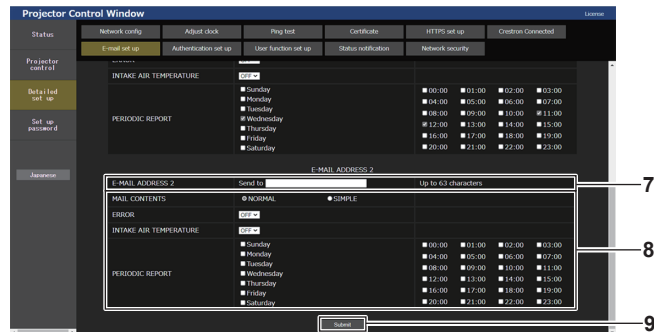 Projector Control Window
License
Status
Network config
Adjust clock
Ping test
Certificate
HTTPS set up
Crestron Connected
E-mail set up
Authentication set up
User function set up
Status notification
Network security
Projector control
Detailed set up
Set up password
Japanese
INTAKE AIR TEMPERATURE
OFF
PERIODIC REPORT
Sunday
Monday
Tuesday
Wednesday
Thursday
Friday
Saturday
00:00 01:00 02:00 03:00
04:00 05:00 06:00 07:00
08:00 09:00 10:00 11:00
12:00 13:00 14:00 15:00
16:00 17:00 18:00 19:00
20:00 21:00 22:00 23:00
E-MAIL ADDRESS 2
E-MAIL ADDRESS 2 Send to Up to 63 characters
7
MAIL CONTENTS NORMAL SIMPLE
ERROR OFF
INTAKE AIR TEMPERATURE OFF
8
PERIODIC REPORT
Sunday
Monday
Tuesday
Wednesday
Thursday
Friday
Saturday
00:00 01:00 02:00 03:00
04:00 05:00 06:00 07:00
08:00 09:00 10:00 11:00
12:00 13:00 14:00 15:00
16:00 17:00 18:00 19:00
20:00 21:00 22:00 23:00
Submit
9